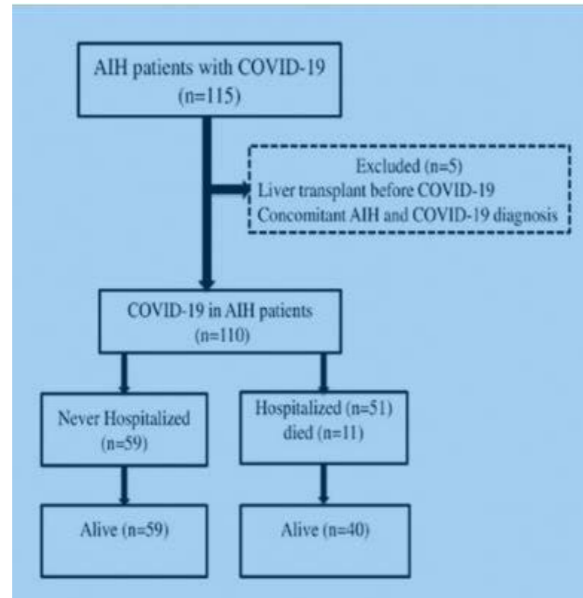 AIH patients with COVID-19
(n=115)
Excluded (n=5)
Liver transplant before COVID-19
Concomitant AIH and COVID-19 diagnosis
COVID-19 in AIH patients
(n=110)
Never Hospitalized
(n=59)
Hospitalized (n=51)
died (n=11)
Alive (n=59)
Alive (n=40)